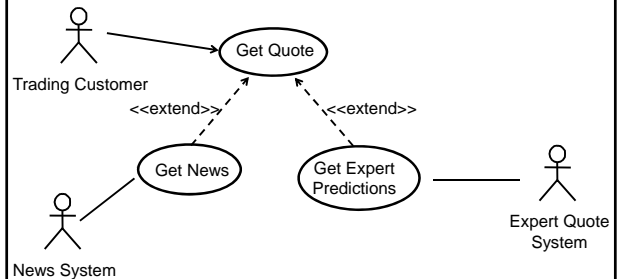 Get Quote
Trading Customer
<<extend>>
<<extend>>
Get News
Get Expert
Predictions
Expert Quote
System
News System